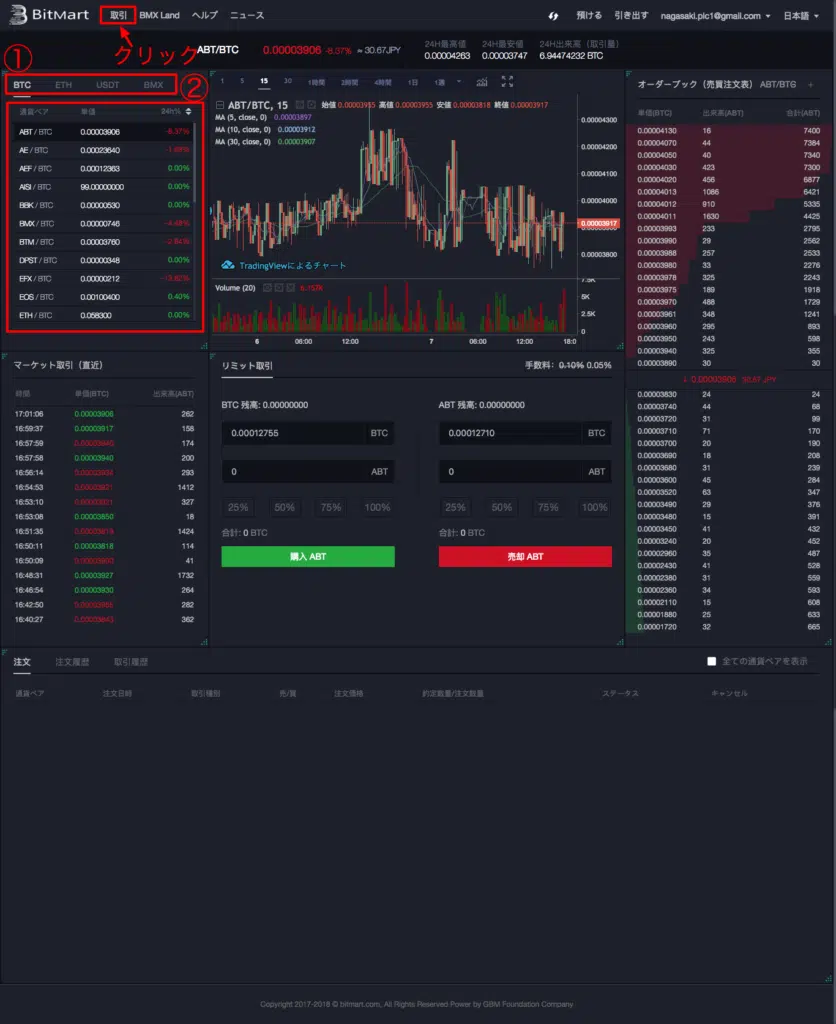 BitMart 取引 BMX Land ヘルプ ニュース 預ける 引き出す nagasaki.plc1@gmail.com 日本語
クリック
ABT/BTC 0.00003906 -8.37% ≈ 30.67JPY
24H最高値 24H最安値 24H出来高（取引量）
0.00004263 0.00003747 6.94474232 BTC
①
BTC ETH USDT BMX
②
通貨ペア 単価 24h%
ABT / BTC 0.00003906 -8.37%
AE / BTC 0.00023640 -1.69%
AEF / BTC 0.00012363 0.00%
AISI / BTC 99.00000000 0.00%
BBK / BTC 0.00000530 0.00%
BMX / BTC 0.00000746 -4.48%
BTM / BTC 0.00003760
DPST / BTC 0.00000348 0.00%
EFX / BTC 0.00000212
EOS / BTC 0.00100400 0.40%
ETH / BTC 0.058300 0.00%
1 5 15 30 1時間 4時間 1日 1週
ABT/BTC, 15 始値 0.00003955 高値 0.00003955 安値 0.00003818 終値 0.00003917
MA (5, close, 0) 0.00003897
MA (10, close, 0) 0.00003912
MA (30, close, 0) 0.00003907
0.00004300
0.00004200
0.00004100
0.00004000
0.00003917
0.00003800
TradingViewによるチャート
Volume (20)
7.5K
5K
2.5K
0
6 06:00 12:00 7 06:00 12:00 18:0
オーダーブック（売買注文表） ABT/BTC +
単価(BTC) 出来高(ABT) 合計(ABT)
0.00004130 16 7400
0.00004070 44 7384
0.00004050 40 7340
0.00004030 423 7300
0.00004020 456 6877
0.00004013 1086 6421
0.00004012 910 5335
0.00004011 1630 4425
0.00003993 233 2795
0.00003990 29 2562
0.00003988 257 2533
0.00003980 33 2276
0.00003978 325 2243
0.00003975 189 1918
0.00003970 488 1729
0.00003961 348 1241
0.00003960 295 893
0.00003950 243 598
0.00003940 325 355
0.00003890 30 30
↓ 0.00003906 30.67 JPY
0.00003830 24 24
0.00003740 44 68
0.00003720 31 99
0.00003710 71 170
0.00003700 20 190
0.00003690 18 208
0.00003680 31 239
0.00003600 45 284
0.00003520 63 347
0.00003490 29 376
0.00003480 15 391
0.00003450 41 432
0.00003240 20 452
0.00002960 35 487
0.00002430 41 528
0.00002380 31 559
0.00002360 34 593
0.00002110 15 608
0.00001880 25 633
0.00001720 32 665
マーケット取引（直近）
時間 単価(BTC) 出来高(ABT)
17:01:06 0.00003906 262
16:59:37 0.00003917 158
16:57:59 174
16:57:58 0.00003940 200
16:56:14 293
16:54:53 1412
16:53:10 327
16:53:08 0.00003850 18
16:51:35 1424
16:50:11 0.00003818 114
16:50:09 41
16:48:31 0.00003927 1732
16:46:54 0.00003930 264
16:42:50 282
16:40:27 362
リミット取引 手数料: 0.10% 0.05%
BTC 残高: 0.00000000 ABT 残高: 0.00000000
0.00012755 BTC 0.00012710 BTC
0 ABT 0 ABT
25% 50% 75% 100% 25% 50% 75% 100%
合計: 0 BTC 合計: 0 BTC
購入 ABT 売却 ABT
注文 注文履歴 取引履歴 全ての通貨ペアを表示
通貨ペア 注文日時 取引種別 売/買 注文価格 約定数量/注文数量 ステータス キャンセル
Copyright 2017-2018 © bitmart.com, All Rights Reserved Power by GBM Foundation Company